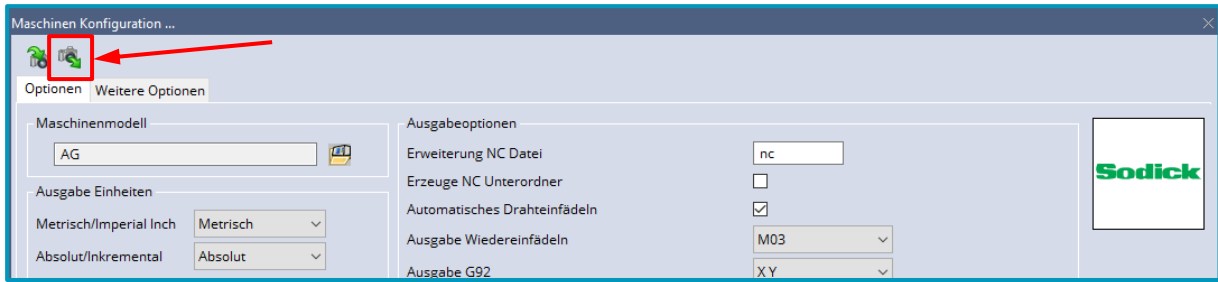 Maschinen Konfiguration ...
Optionen Weitere Optionen
Maschinenmodell
AG
Ausgabe Einheiten
Metrisch/Imperial Inch Metrisch
Absolut/Inkremental Absolut
Ausgabeoptionen
Erweiterung NC Datei nc
Erzeuge NC Unterordner
Automatisches Drahteinfädeln
Ausgabe Wiedereinfädeln M03
Ausgabe G92 X Y
Sodick